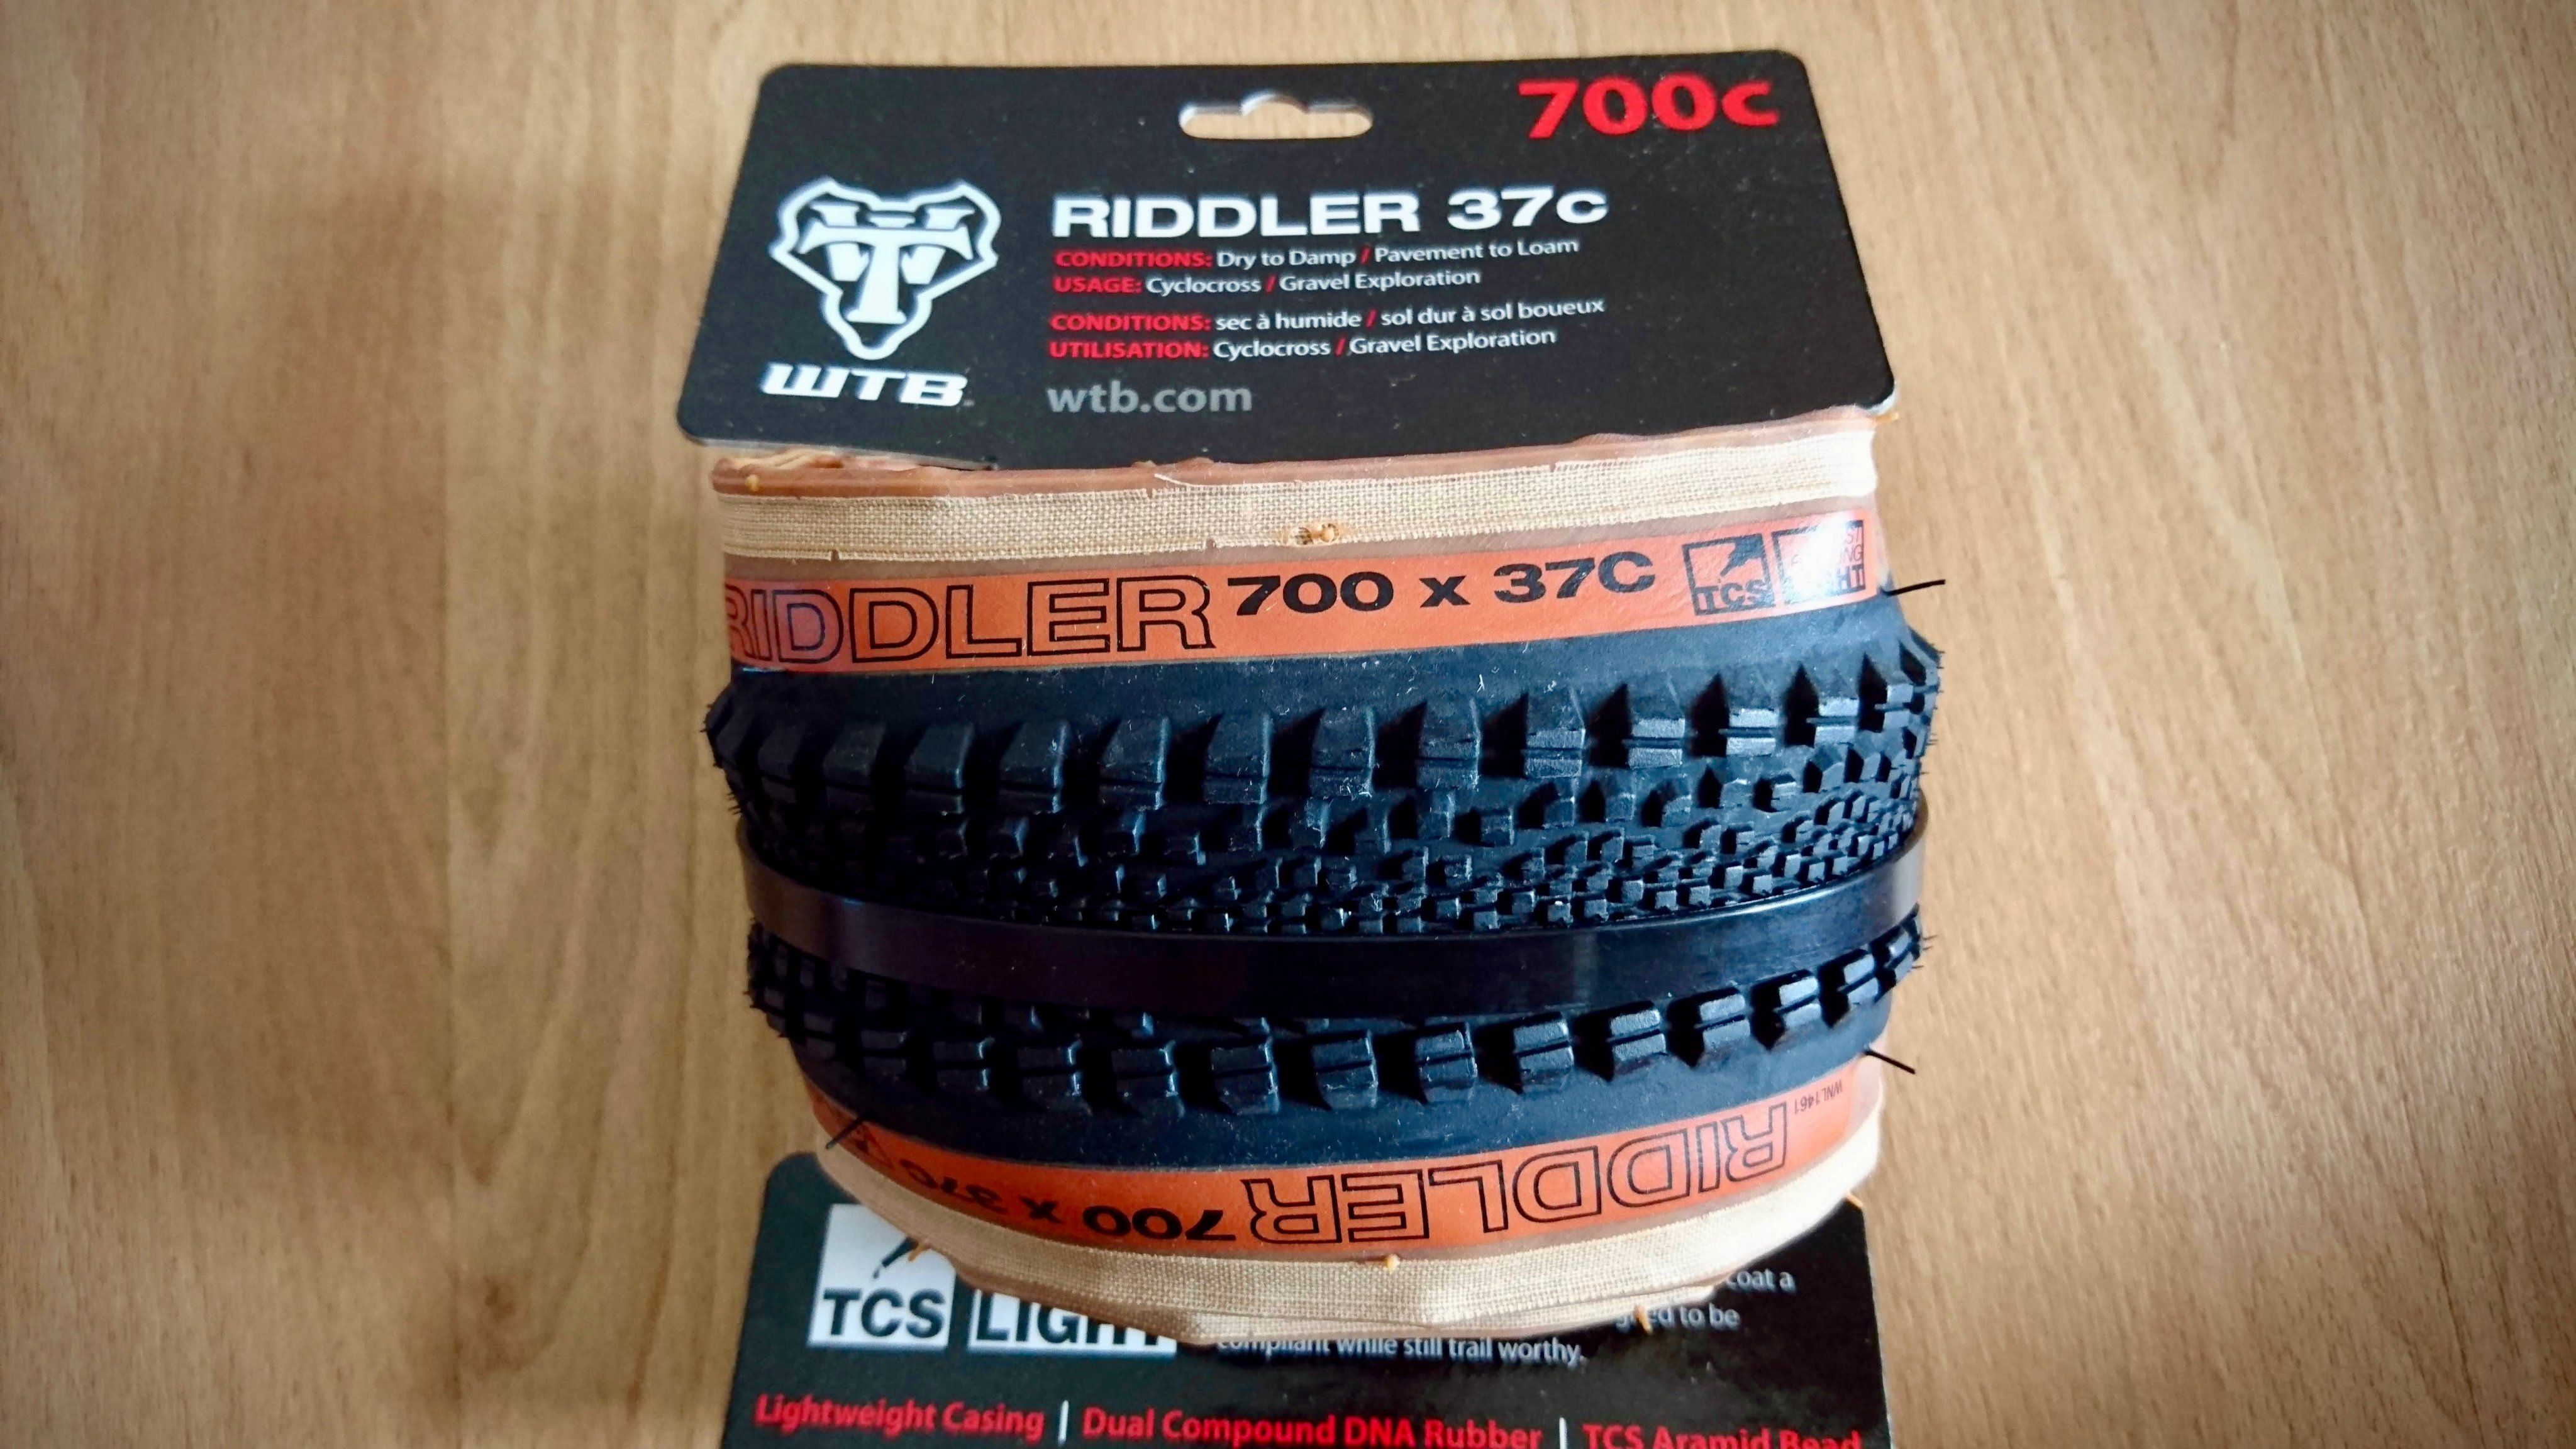 700c
RIDDLER 37c
CONDITIONS: Dry to Damp / Pavement to Loam
USAGE: Cyclocross / Gravel Exploration
CONDITIONS: sec à humide / sol dur à sol boueux
UTILISATION: Cyclocross / Gravel Exploration
WTB
wtb.com
RIDDLER 700 x 37C TCS
WNL1461
RIDDLER 700 x 37C
TCS LIGHT
coat a
to be
compliant while still trail worthy.
Lightweight Casing | Dual Compound DNA Rubber | TCS Aramid Bead